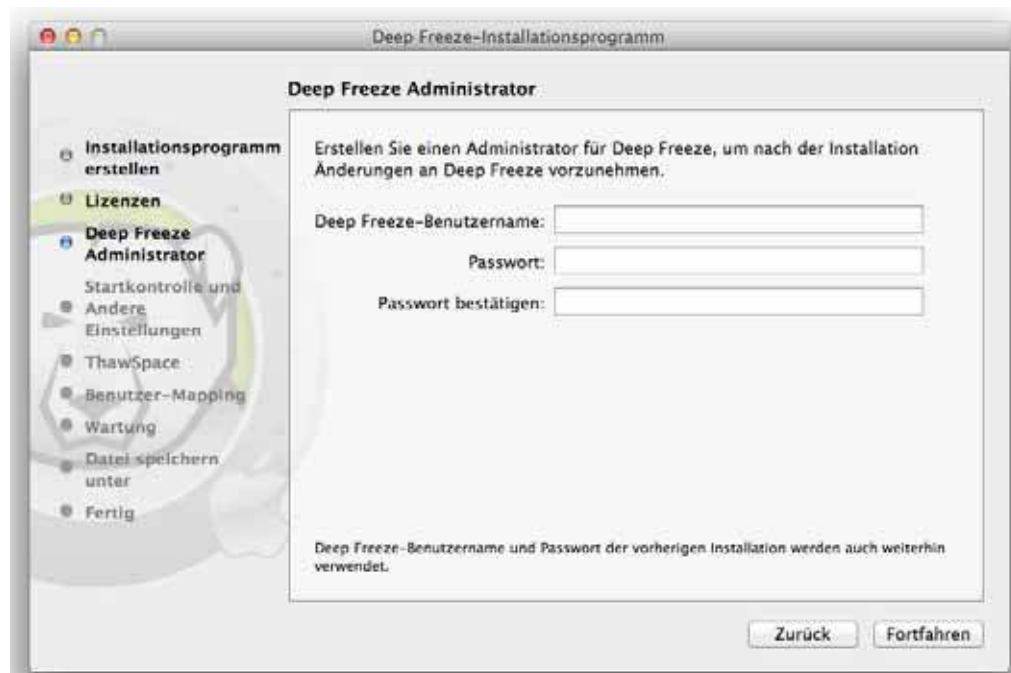 Deep Freeze-Installationsprogramm
Deep Freeze Administrator
Installationsprogramm
erstellen
Lizenzen
Deep Freeze
Administrator
Startkontrolle und
Andere
Einstellungen
ThawSpace
Benutzer-Mapping
Wartung
Datei speichern
unter
Fertig
Erstellen Sie einen Administrator für Deep Freeze, um nach der Installation
Änderungen an Deep Freeze vorzunehmen.
Deep Freeze-Benutzername:
Passwort:
Passwort bestätigen:
Deep Freeze-Benutzername und Passwort der vorherigen Installation werden auch weiterhin
verwendet.
Zurück
Fortfahren